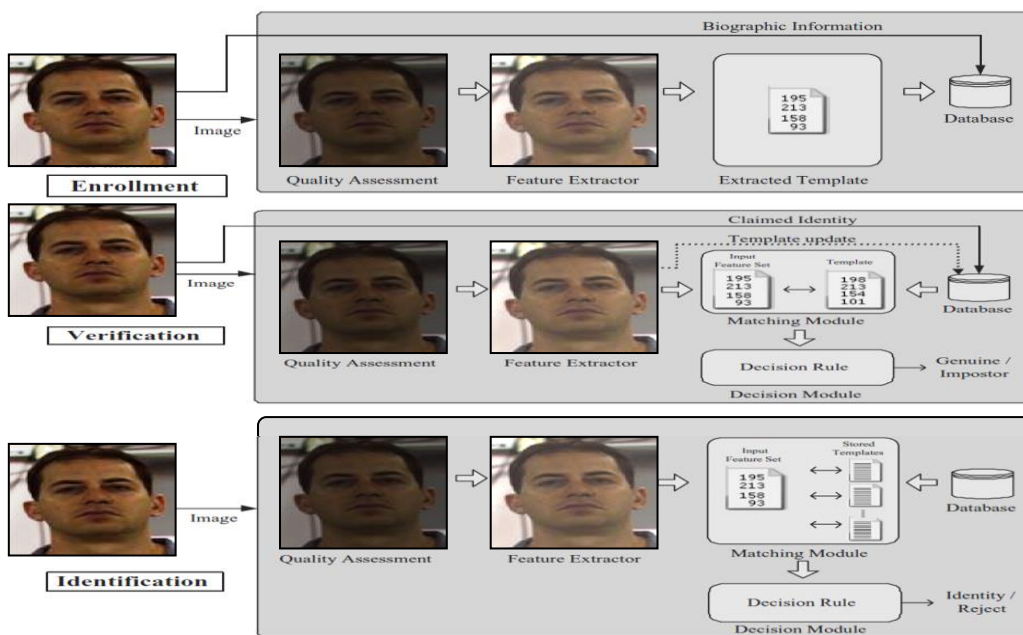 Biographic Information
Image
195
213
158
93
Database
Quality Assessment
Feature Extractor
Extracted Template
Enrollment
Claimed Identity
Template update
Input
Feature Set
Template
195
213
158
93
198
213
154
101
Image
Database
Matching Module
Verification
Quality Assessment
Feature Extractor
Decision Rule
Genuine /
Impostor
Decision Module
Input
Feature Set
Stored
Templates
195
213
158
93
Image
Database
Quality Assessment
Feature Extractor
Matching Module
Identification
Decision Rule
Identity /
Reject
Decision Module